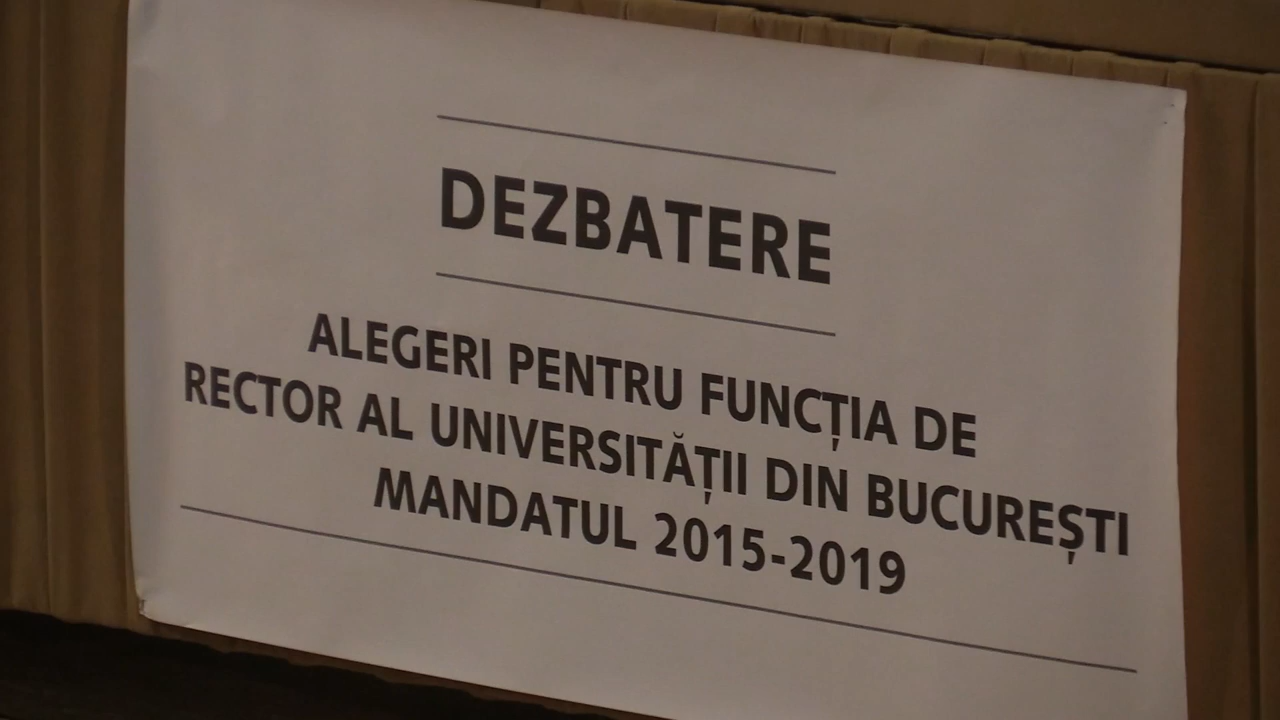 DEZBATERE
ALEGERI PENTRU FUNCȚIA DE
RECTOR AL UNIVERSITĂȚII DIN BUCUREȘTI
MANDATUL 2015-2019